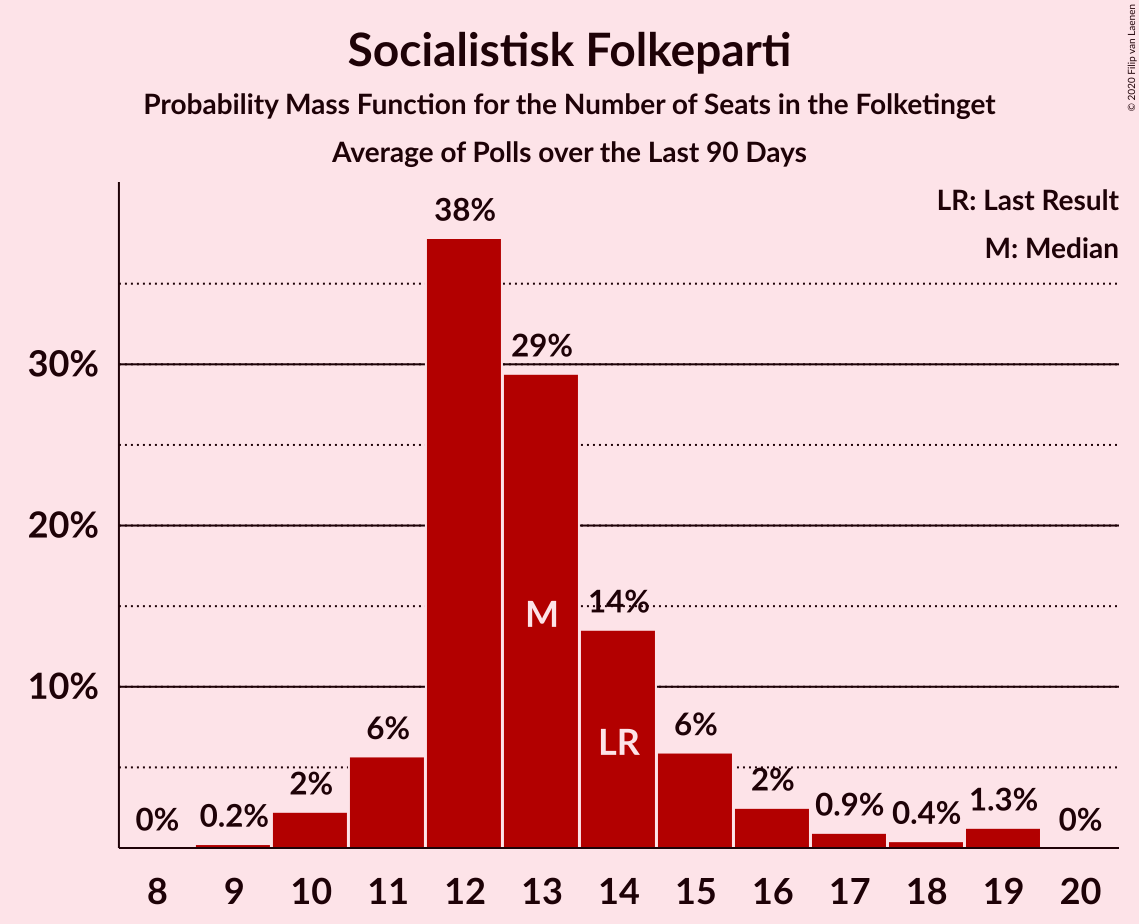 Socialistisk Folkeparti
Probability Mass Function for the Number of Seats in the Folketinget
Average of Polls over the Last 90 Days
© 2020 Filip van Laenen
LR: Last Result
M: Median
38%
29%
14%
6%
6%
2%
2%
0%
0.2%
0.9%
0.4%
1.3%
0%
M
LR
30%
20%
10%
8 9 10 11 12 13 14 15 16 17 18 19 20